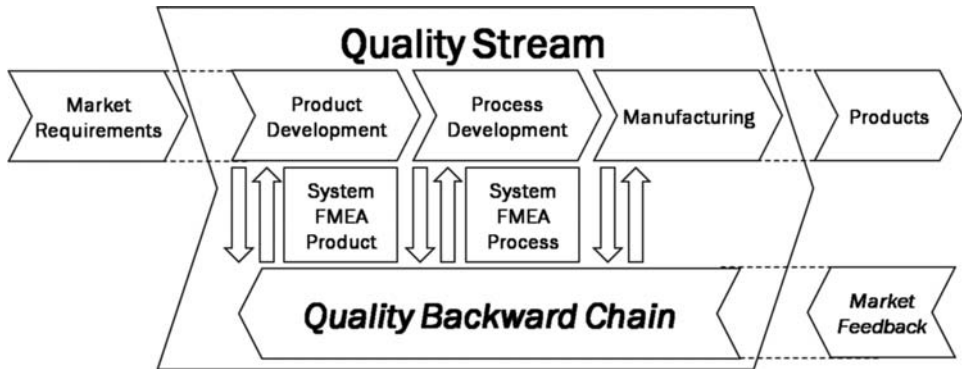 Quality Stream
Market
Requirements
Product
Development
Process
Development
Manufacturing
Products
System
FMEA
Product
System
FMEA
Process
Quality Backward Chain
Market
Feedback